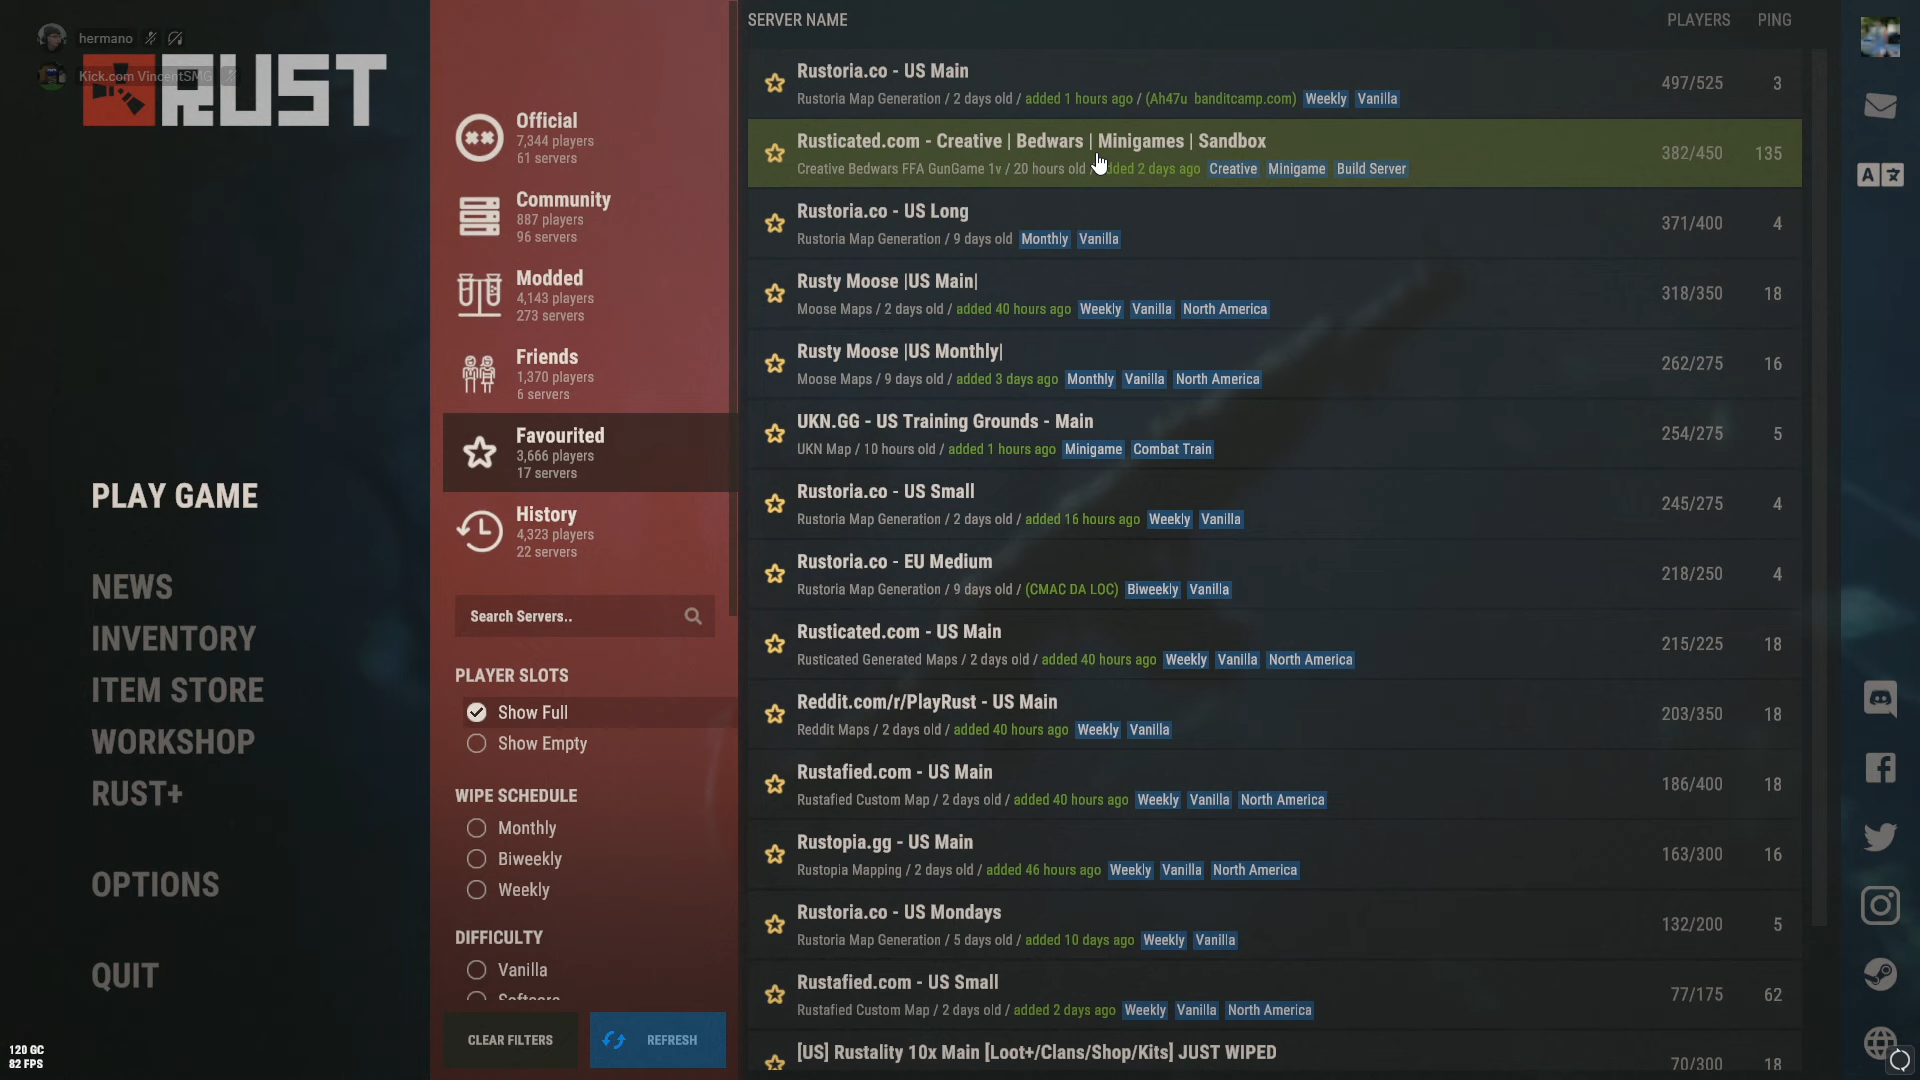 hermano
Kick.com VincentSMG
RUST
PLAY GAME
NEWS
INVENTORY
ITEM STORE
WORKSHOP
RUST+
OPTIONS
QUIT
120 GC
82 FPS
Official
7,344 players
61 servers
Community
887 players
96 servers
Modded
4,143 players
273 servers
Friends
1,370 players
6 servers
Favourited
3,666 players
17 servers
History
4,323 players
22 servers
Search Servers..
PLAYER SLOTS
Show Full
Show Empty
WIPE SCHEDULE
Monthly
Biweekly
Weekly
DIFFICULTY
Vanilla
CLEAR FILTERS
REFRESH
SERVER NAME PLAYERS PING
Rustoria.co - US Main 497/525 3
Rustoria Map Generation / 2 days old / added 1 hours ago / (Ah47u banditcamp.com) Weekly Vanilla
Rusticated.com - Creative | Bedwars | Minigames | Sandbox 382/450 135
Creative Bedwars FFA GunGame 1v / 20 hours old / added 2 days ago Creative Minigame Build Server
Rustoria.co - US Long 371/400 4
Rustoria Map Generation / 9 days old Monthly Vanilla
Rusty Moose |US Main| 318/350 18
Moose Maps / 2 days old / added 40 hours ago Weekly Vanilla North America
Rusty Moose |US Monthly| 262/275 16
Moose Maps / 9 days old / added 3 days ago Monthly Vanilla North America
UKN.GG - US Training Grounds - Main 254/275 5
UKN Map / 10 hours old / added 1 hours ago Minigame Combat Train
Rustoria.co - US Small 245/275 4
Rustoria Map Generation / 2 days old / added 16 hours ago Weekly Vanilla
Rustoria.co - EU Medium 218/250 4
Rustoria Map Generation / 9 days old / (CMAC DA LOC) Biweekly Vanilla
Rusticated.com - US Main 215/225 18
Rusticated Generated Maps / 2 days old / added 40 hours ago Weekly Vanilla North America
Reddit.com/r/PlayRust - US Main 203/350 18
Reddit Maps / 2 days old / added 40 hours ago Weekly Vanilla
Rustafied.com - US Main 186/400 18
Rustafied Custom Map / 2 days old / added 40 hours ago Weekly Vanilla North America
Rustopia.gg - US Main 163/300 16
Rustopia Mapping / 2 days old / added 46 hours ago Weekly Vanilla North America
Rustoria.co - US Mondays 132/200 5
Rustoria Map Generation / 5 days old / added 10 days ago Weekly Vanilla
Rustafied.com - US Small 77/175 62
Rustafied Custom Map / 2 days old / added 2 days ago Weekly Vanilla North America
[US] Rustality 10x Main [Loot+/Clans/Shop/Kits] JUST WIPED 70/300 18